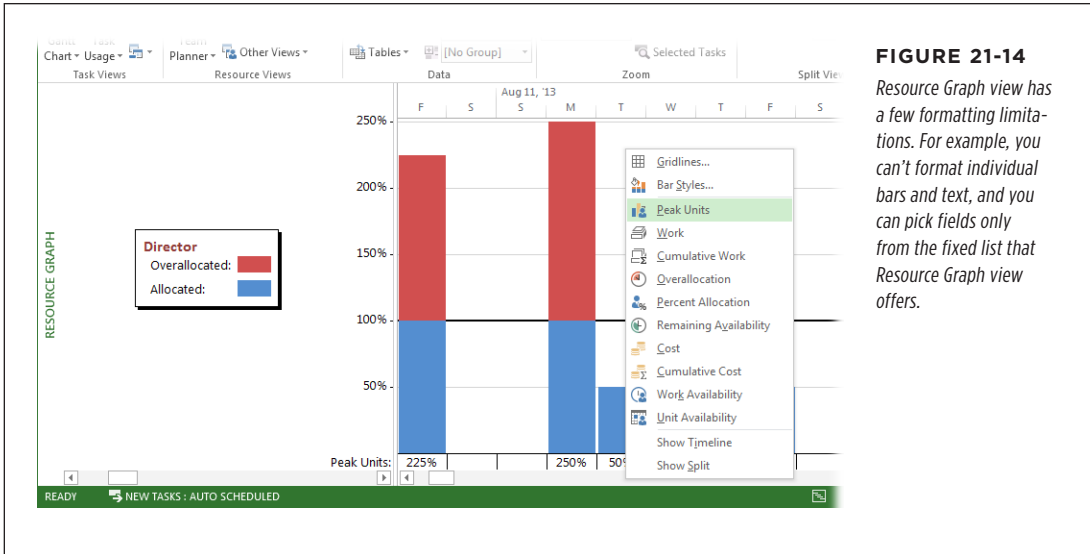 Chart Usage
Planner
Other Views
Tables
[No Group]
Selected Tasks
Task Views
Resource Views
Data
Zoom
Split Vie
Aug 11, '13
F S S M T W T F S
250%
200%
150%
100%
50%
RESOURCE GRAPH
Director
Overallocated:
Allocated:
Gridlines...
Bar Styles...
Peak Units
Work
Cumulative Work
Overallocation
Percent Allocation
Remaining Availability
Cost
Cumulative Cost
Work Availability
Unit Availability
Show Timeline
Show Split
Peak Units: 225% 250% 50%
READY NEW TASKS : AUTO SCHEDULED
FIGURE 21-14
Resource Graph view has
a few formatting limita-
tions. For example, you
can't format individual
bars and text, and you
can pick fields only
from the fixed list that
Resource Graph view
offers.